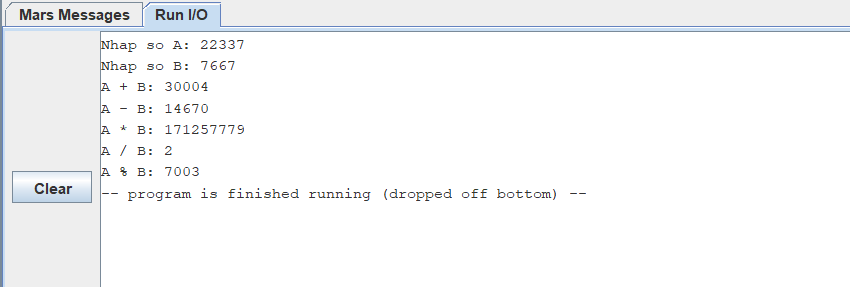 Mars Messages Run I/O
Nhap so A: 22337
Nhap so B: 7667
A + B: 30004
A - B: 14670
A * B: 171257779
A / B: 2
A % B: 7003
Clear
-- program is finished running (dropped off bottom) --